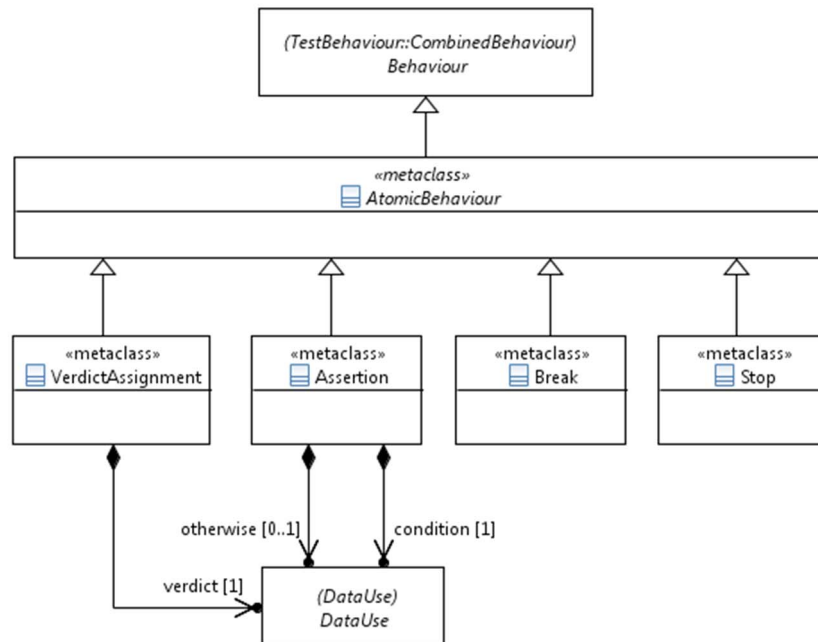 (TestBehaviour::CombinedBehaviour)
Behaviour
«metaclass»
AtomicBehaviour
«metaclass»
VerdictAssignment
«metaclass»
Assertion
«metaclass»
Break
«metaclass»
Stop
otherwise [0..1]
condition [1]
verdict [1]
(DataUse)
DataUse